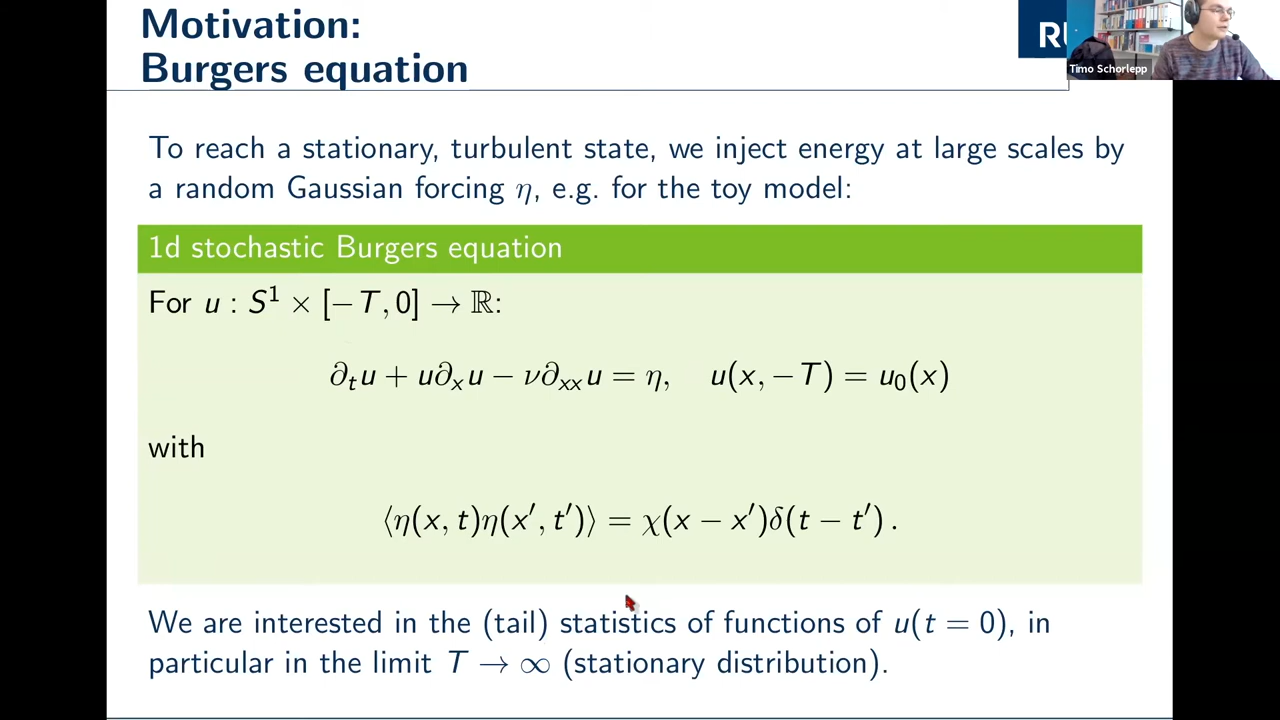 Motivation:
Burgers equation
RU
Timo Schorlepp
To reach a stationary, turbulent state, we inject energy at large scales by
a random Gaussian forcing η, e.g. for the toy model:
1d stochastic Burgers equation
For u : S¹ × [−T, 0] → ℝ:
∂ₜu + u∂ₓu − ν∂ₓₓu = η, u(x, −T) = u₀(x)
with
⟨η(x, t)η(x′, t′)⟩ = χ(x − x′)δ(t − t′) .
We are interested in the (tail) statistics of functions of u(t = 0), in
particular in the limit T → ∞ (stationary distribution).